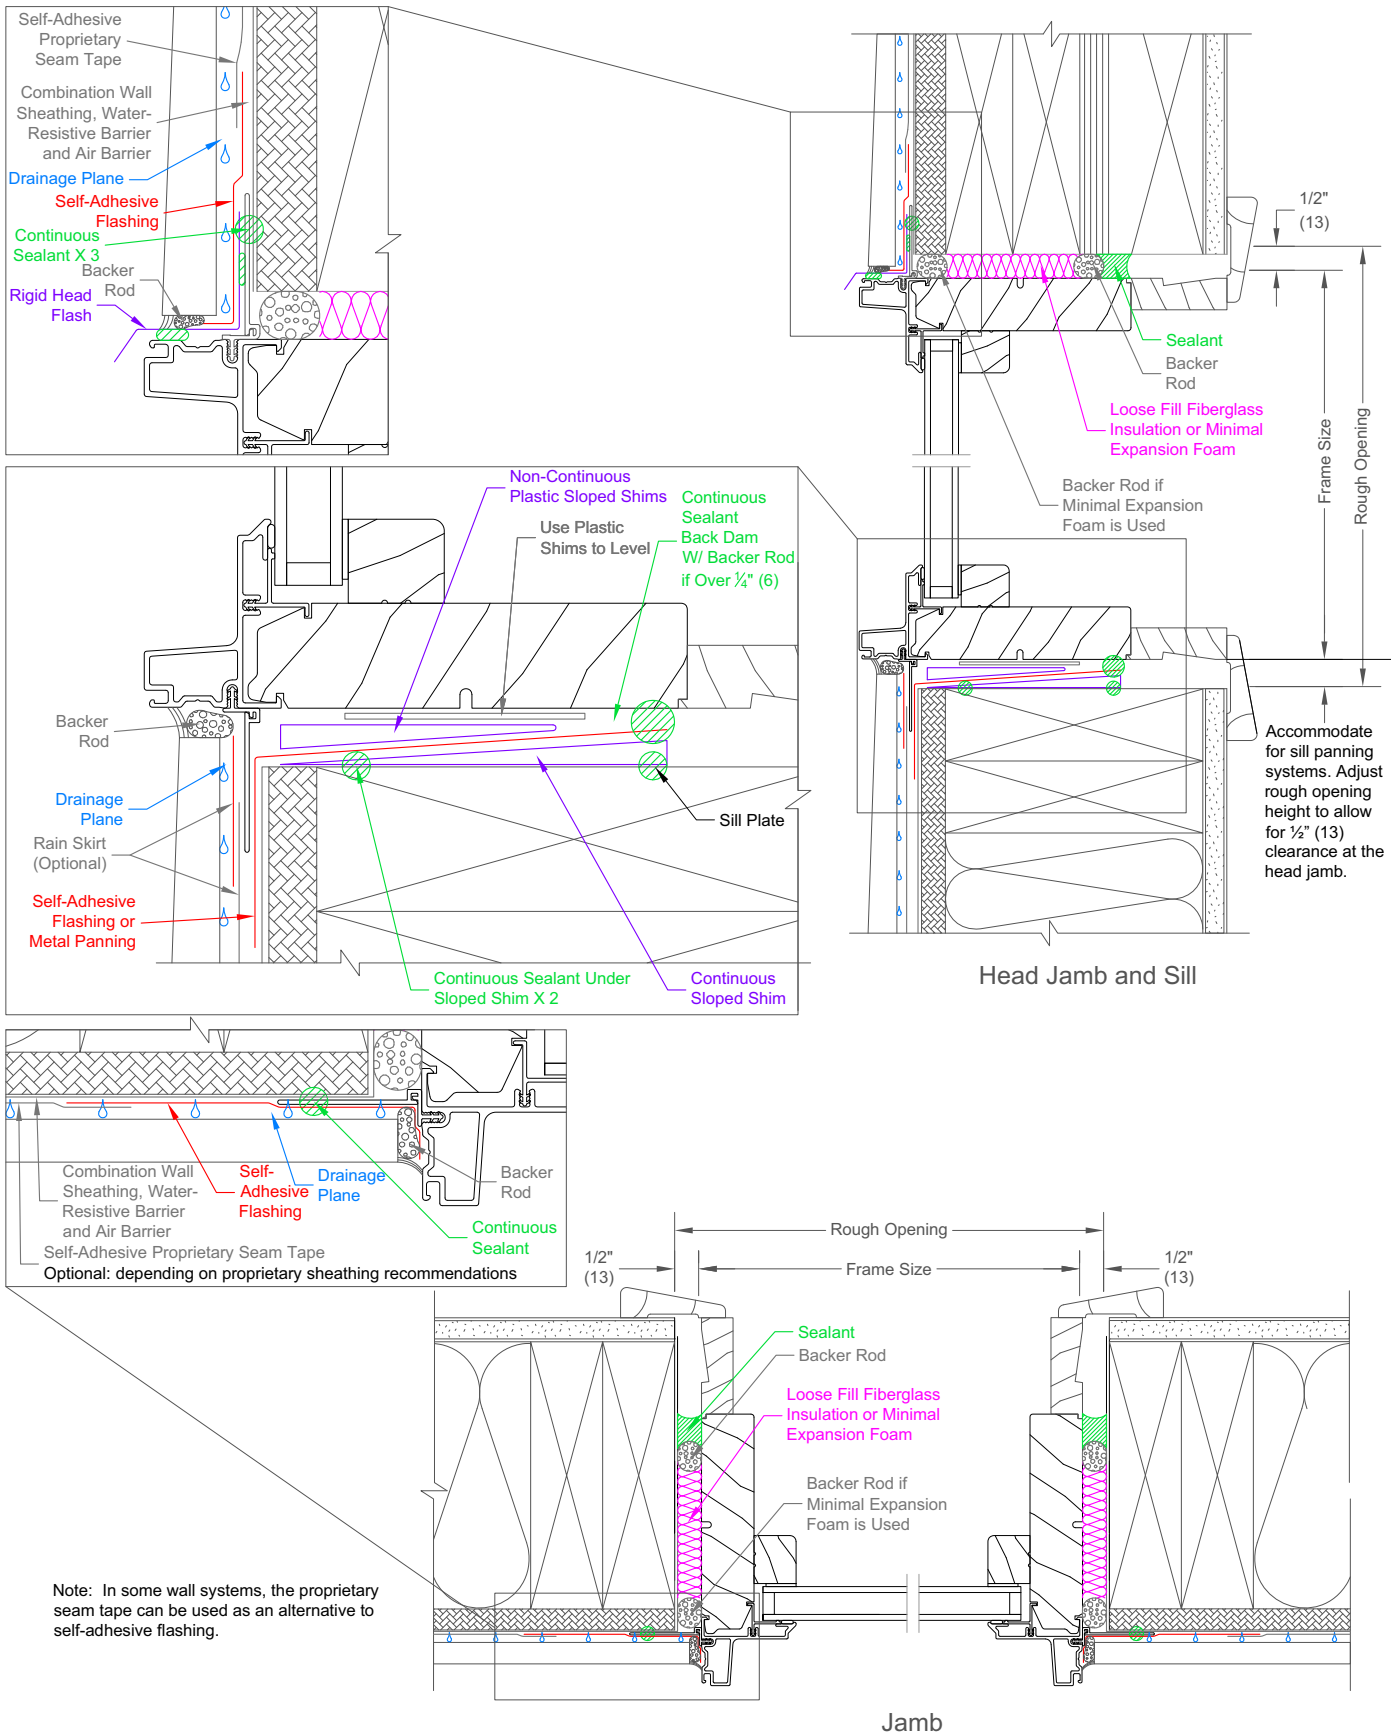 Self-Adhesive
Proprietary
Seam Tape
Combination Wall
Sheathing, Water-
Resistive Barrier
and Air Barrier
Drainage Plane
Self-Adhesive
Flashing
Continuous
Sealant X 3
Backer
Rod
Rigid Head
Flash
1/2"
(13)
Sealant
Backer
Rod
Loose Fill Fiberglass
Insulation or Minimal
Expansion Foam
Backer Rod if
Minimal Expansion
Foam is Used
Frame Size
Rough Opening
Non-Continuous
Plastic Sloped Shims
Use Plastic
Shims to Level
Continuous
Sealant
Back Dam
W/ Backer Rod
if Over ¼" (6)
Backer
Rod
Drainage
Plane
Rain Skirt
(Optional)
Self-Adhesive
Flashing or
Metal Panning
Sill Plate
Continuous Sealant Under
Sloped Shim X 2
Continuous
Sloped Shim
Accommodate
for sill panning
systems. Adjust
rough opening
height to allow
for ½” (13)
clearance at the
head jamb.
Head Jamb and Sill
Combination Wall
Sheathing, Water-
Resistive Barrier
and Air Barrier
Self-
Adhesive
Flashing
Drainage
Plane
Backer
Rod
Continuous
Sealant
Self-Adhesive Proprietary Seam Tape
Optional: depending on proprietary sheathing recommendations
Rough Opening
1/2"
(13)
Frame Size
1/2"
(13)
Sealant
Backer Rod
Loose Fill Fiberglass
Insulation or Minimal
Expansion Foam
Backer Rod if
Minimal Expansion
Foam is Used
Note: In some wall systems, the proprietary
seam tape can be used as an alternative to
self-adhesive flashing.
Jamb